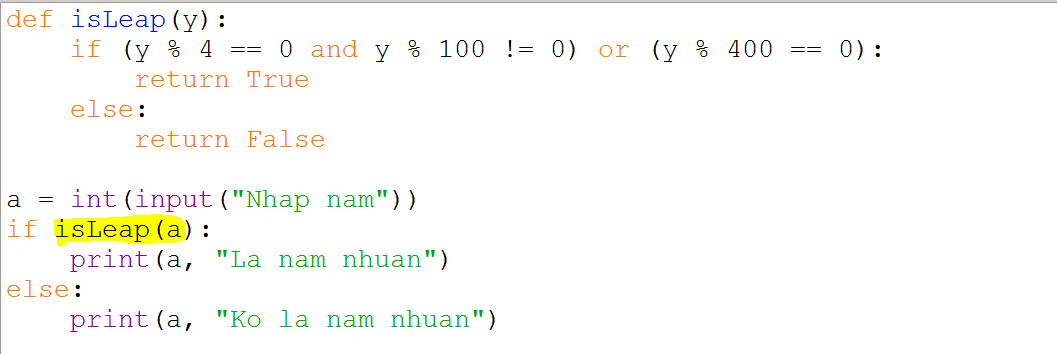 def isLeap(y):
    if (y % 4 == 0 and y % 100 != 0) or (y % 400 == 0):
        return True
    else:
        return False

a = int(input("Nhap nam"))
if isLeap(a):
    print(a, "La nam nhuan")
else:
    print(a, "Ko la nam nhuan")